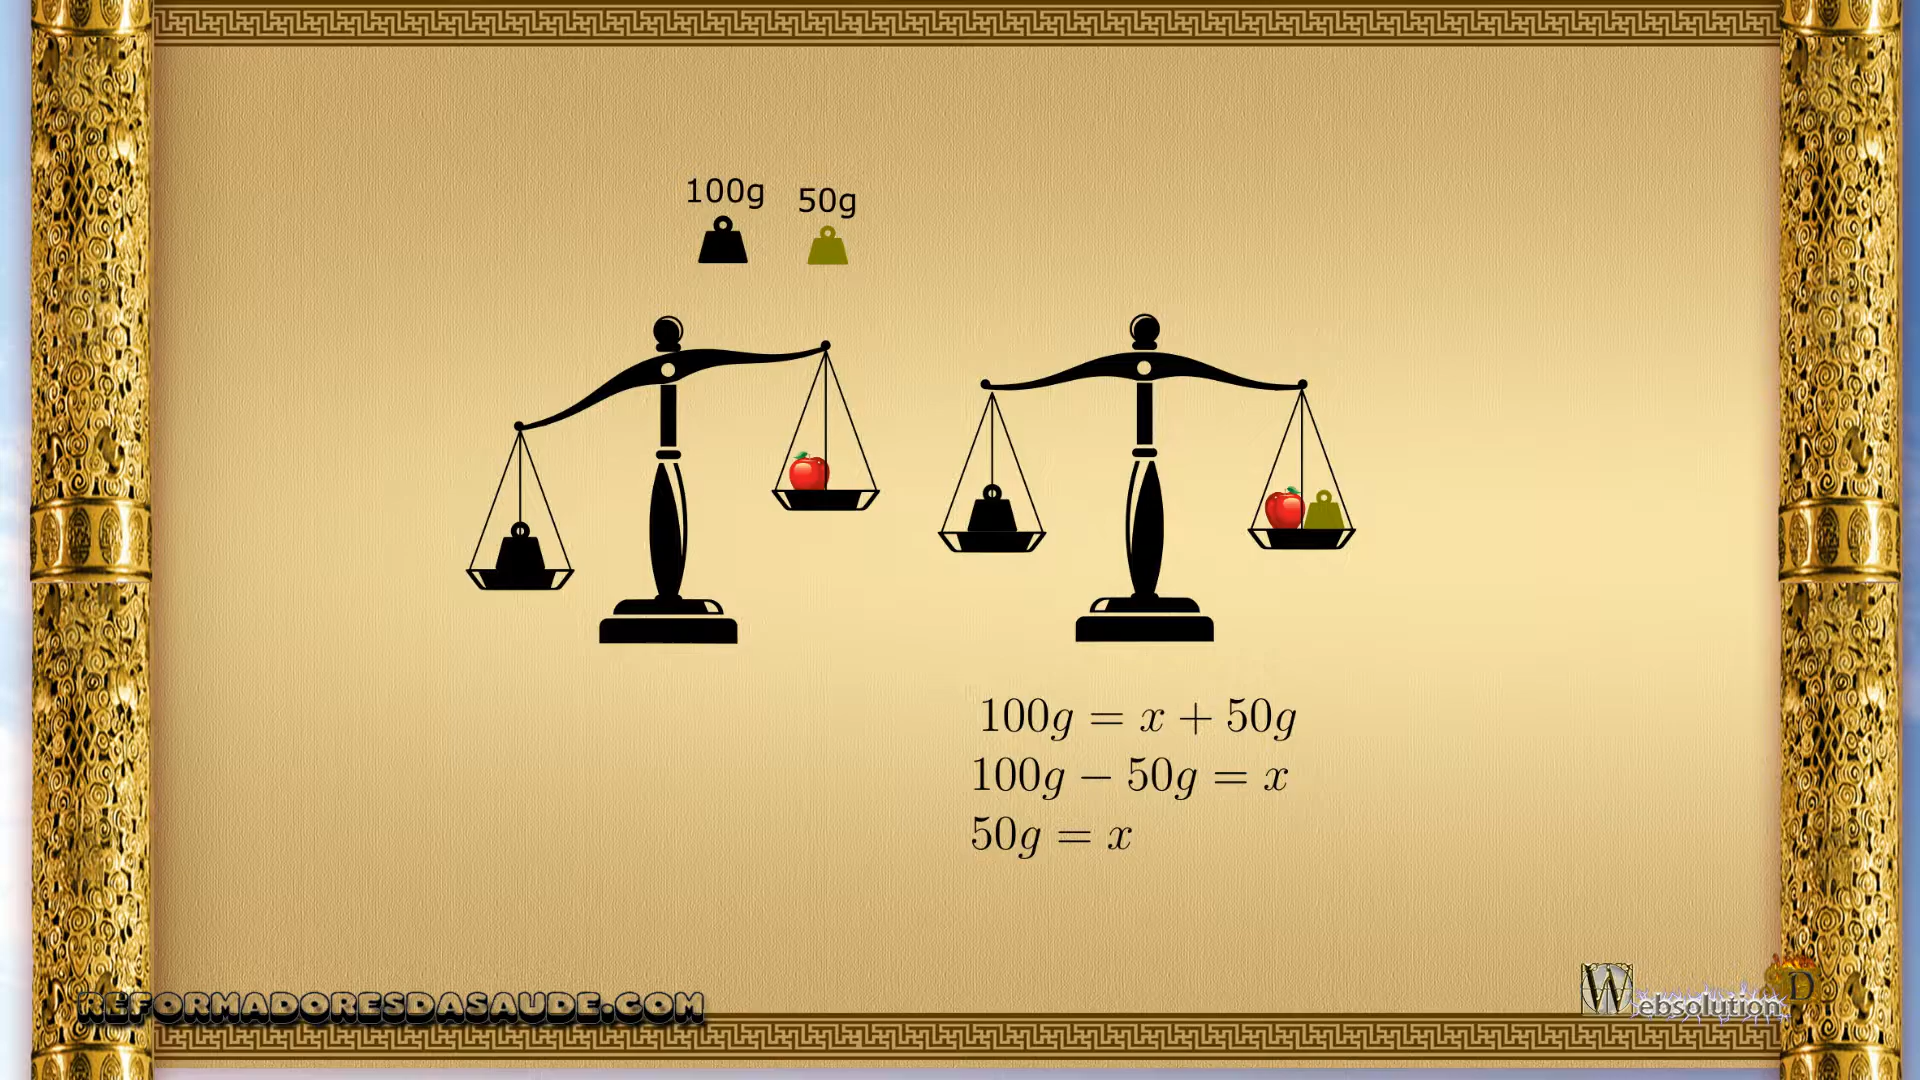 100g 50g
100g = x + 50g
100g − 50g = x
50g = x
REFORMADORESDASAUDE.COM
Websolution D